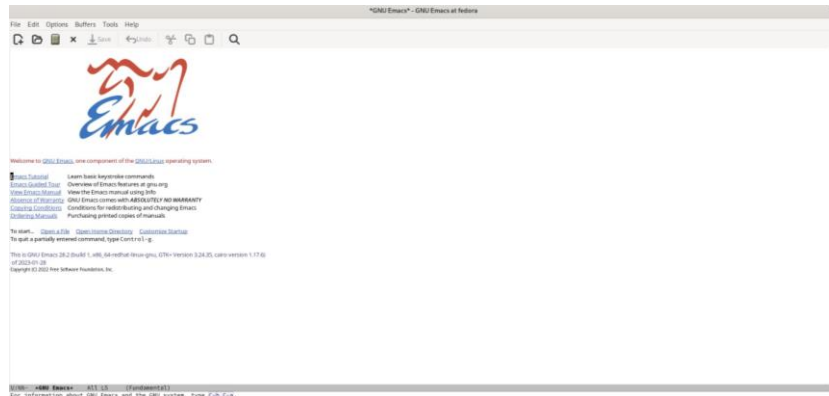 *GNU Emacs* - GNU Emacs at fedora
File Edit Options Buffers Tools Help
Save Undo
Emacs
Welcome to GNU Emacs, one component of the GNU/Linux operating system.
Emacs Tutorial Learn basic keystroke commands
Emacs Guided Tour Overview of Emacs features at gnu.org
View Emacs Manual View the Emacs manual using Info
Absence of Warranty GNU Emacs comes with ABSOLUTELY NO WARRANTY
Copying Conditions Conditions for redistributing and changing Emacs
Ordering Manuals Purchasing printed copies of manuals
To start... Open a File Open Home Directory Customize Startup
To quit a partially entered command, type Control-g.
This is GNU Emacs 28.2 (build 1, x86_64-redhat-linux-gnu, GTK+ Version 3.24.35, cairo version 1.17.6)
of 2023-01-28
Copyright (C) 2022 Free Software Foundation, Inc.
*GNU Emacs* All L5 (Fundamental)
For information about GNU Emacs and the GNU system, type C-h C-a.